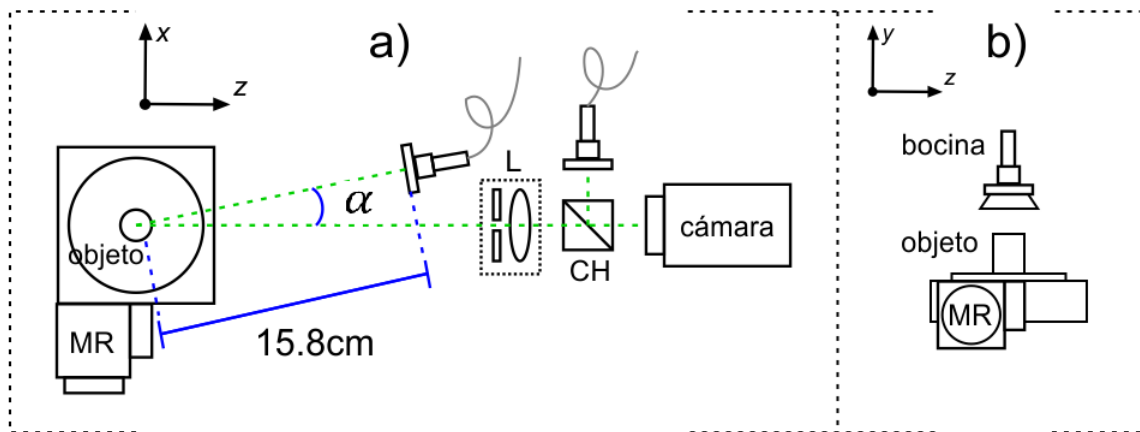 a)
x
z
α
objeto
L
CH
cámara
MR
15.8cm
b)
y
z
bocina
objeto
MR